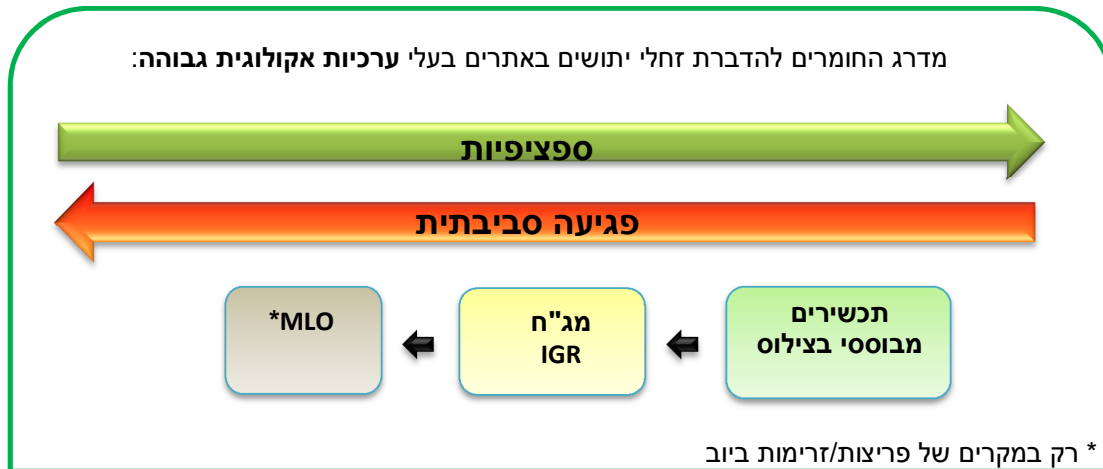 מדרג החומרים להדברת זחלי יתושים באתרים בעלי ערכיות אקולוגית גבוהה:
ספציפיות
פגיעה סביבתית
תכשירים
מבוססי בצילוס
מג"ח
IGR
MLO*
* רק במקרים של פריצות/זרימות ביוב